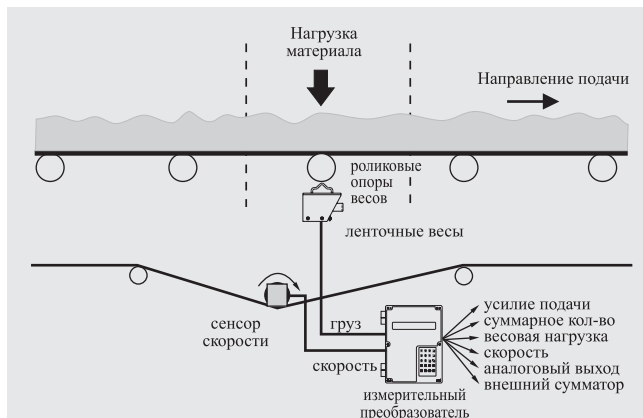 Нагрузка
материала
Направление подачи
роликовые
опоры
весов
ленточные весы
сенсор
скорости
груз
скорость
усилие подачи
суммарное кол-во
весовая нагрузка
скорость
аналоговый выход
внешний сумматор
измерительный
преобразователь